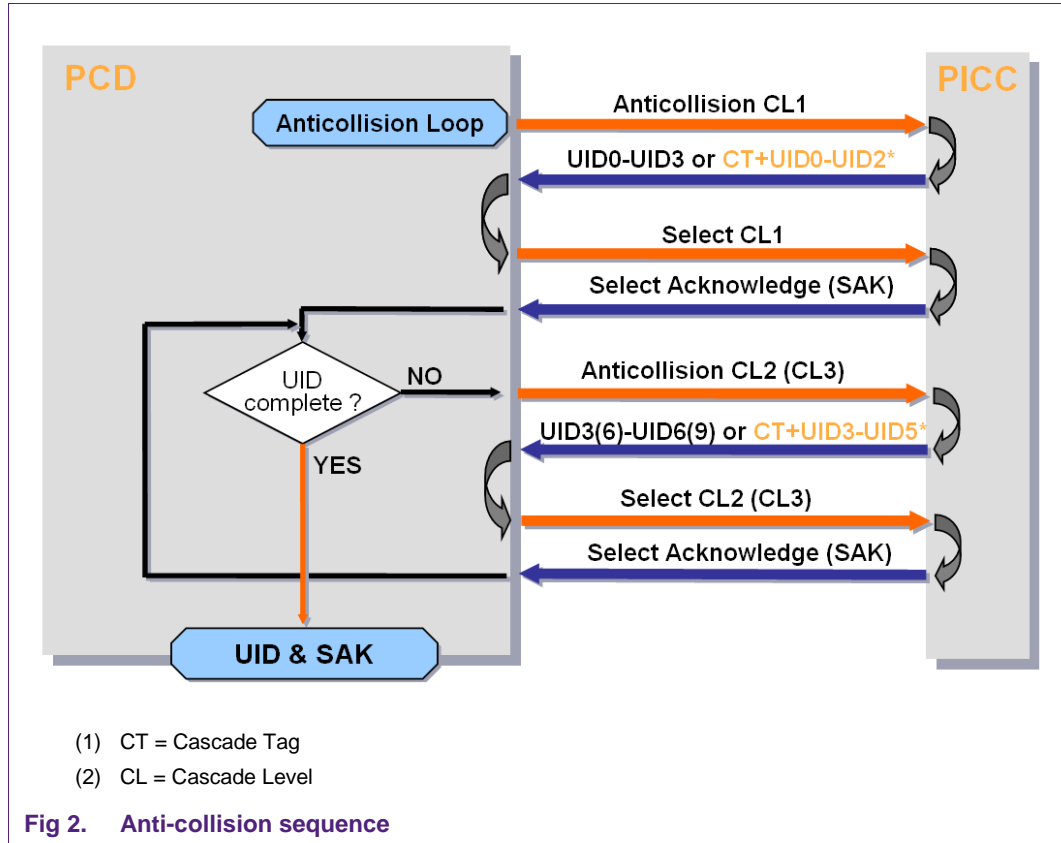 PCD
PICC
Anticollision Loop
Anticollision CL1
UID0-UID3 or CT+UID0-UID2*
Select CL1
Select Acknowledge (SAK)
UID
complete ?
NO
YES
Anticollision CL2 (CL3)
UID3(6)-UID6(9) or CT+UID3-UID5*
Select CL2 (CL3)
Select Acknowledge (SAK)
UID & SAK
(1) CT = Cascade Tag
(2) CL = Cascade Level
Fig 2. Anti-collision sequence